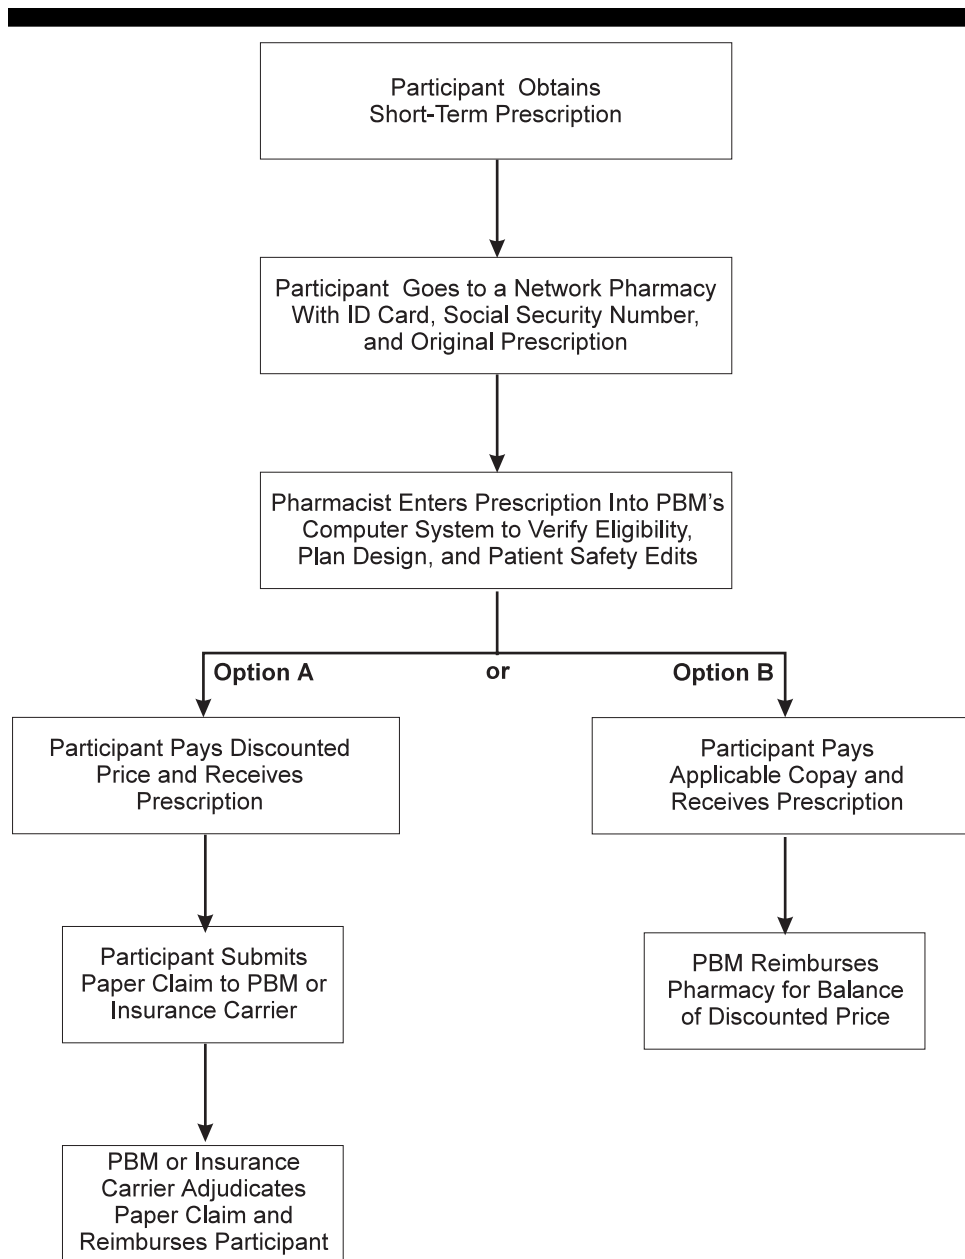 Participant Obtains
Short-Term Prescription
Participant Goes to a Network Pharmacy
With ID Card, Social Security Number,
and Original Prescription
Pharmacist Enters Prescription Into PBM's
Computer System to Verify Eligibility,
Plan Design, and Patient Safety Edits
Option A
or
Option B
Participant Pays Discounted
Price and Receives
Prescription
Participant Submits
Paper Claim to PBM or
Insurance Carrier
PBM or Insurance
Carrier Adjudicates
Paper Claim and
Reimburses Participant
Participant Pays
Applicable Copay and
Receives Prescription
PBM Reimburses
Pharmacy for Balance
of Discounted Price